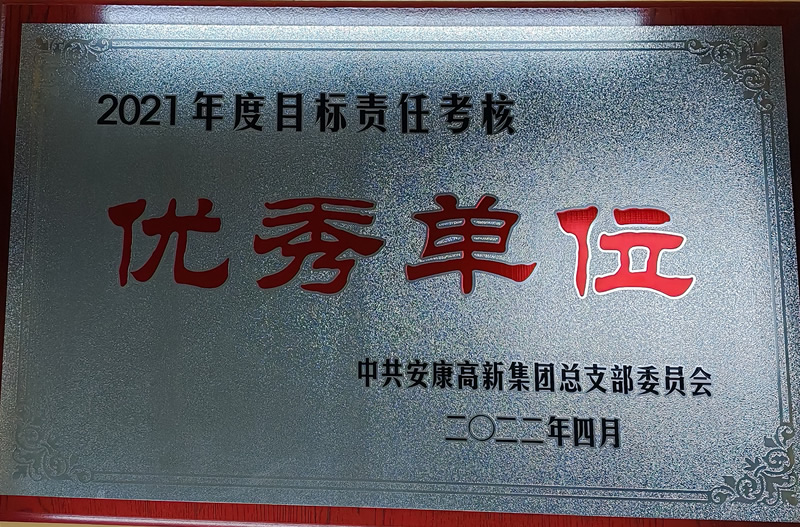 2021年度目标责任考核
优秀单位
中共安康高新集团总支部委员会
二〇二二年四月